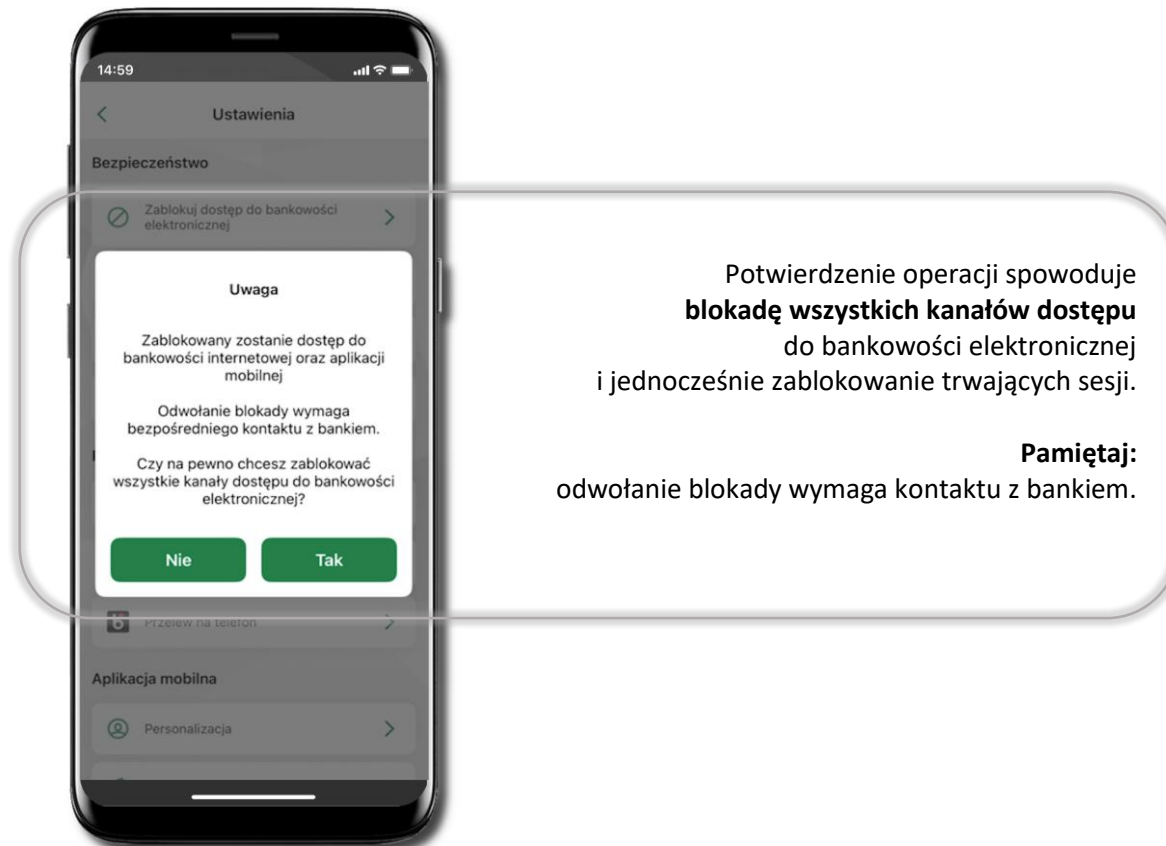 14:59
Ustawienia
Bezpieczeństwo
Zablokuj dostęp do bankowości
elektronicznej
Uwaga
Zablokowany zostanie dostęp do
bankowości internetowej oraz aplikacji
mobilnej
Odwołanie blokady wymaga
bezpośredniego kontaktu z bankiem.
Czy na pewno chcesz zablokować
wszystkie kanały dostępu do bankowości
elektronicznej?
Nie
Tak
Przelew na telefon
Aplikacja mobilna
Personalizacja
Potwierdzenie operacji spowoduje
blokadę wszystkich kanałów dostępu
do bankowości elektronicznej
i jednocześnie zablokowanie trwających sesji.
Pamiętaj:
odwołanie blokady wymaga kontaktu z bankiem.